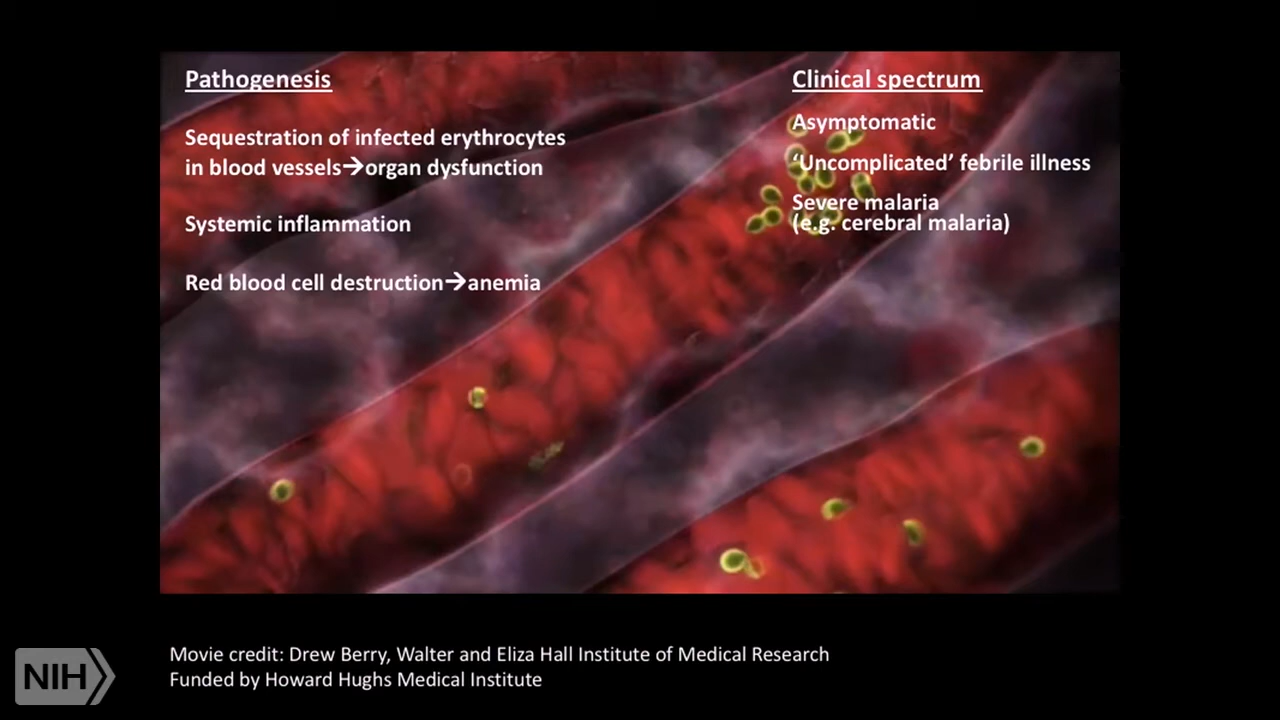 Pathogenesis
Sequestration of infected erythrocytes
in blood vessels→organ dysfunction
Systemic inflammation
Red blood cell destruction→anemia
Clinical spectrum
Asymptomatic
‘Uncomplicated’ febrile illness
Severe malaria
(e.g. cerebral malaria)
Movie credit: Drew Berry, Walter and Eliza Hall Institute of Medical Research
Funded by Howard Hughs Medical Institute
NIH